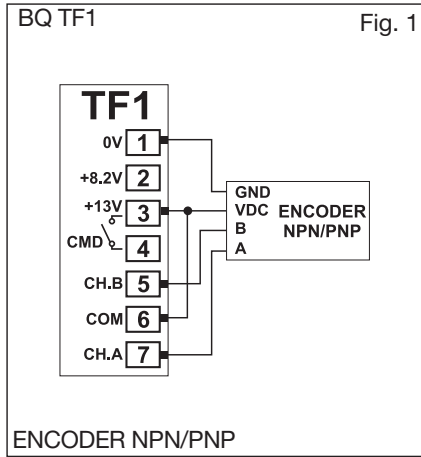 BQ TF1
Fig. 1
TF1
0V 1
+8.2V 2
+13V 3
CMD 4
CH.B 5
COM 6
CH.A 7
GND
VDC
B
A
ENCODER
NPN/PNP
ENCODER NPN/PNP